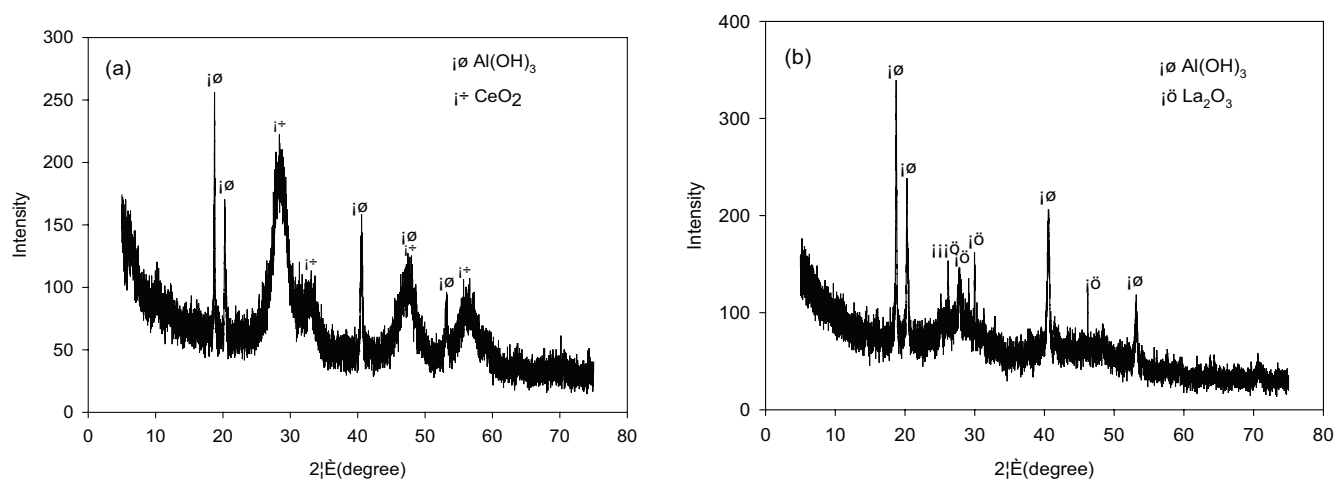 (a)
¡ø Al(OH)3
¡÷ CeO2
300
250
200
150
100
50
0
Intensity
¡ø
¡ø
¡÷
¡÷
¡ø
¡ø
¡÷
¡ø
¡÷
0 10 20 30 40 50 60 70 80
2¦È(degree)
(b)
¡ø Al(OH)3
¡ö La2O3
400
300
200
100
0
Intensity
¡ø
¡ø
¡¡¡ö
¡ö
¡ö
¡ø
¡ö
¡ø
0 10 20 30 40 50 60 70 80
2¦È(degree)